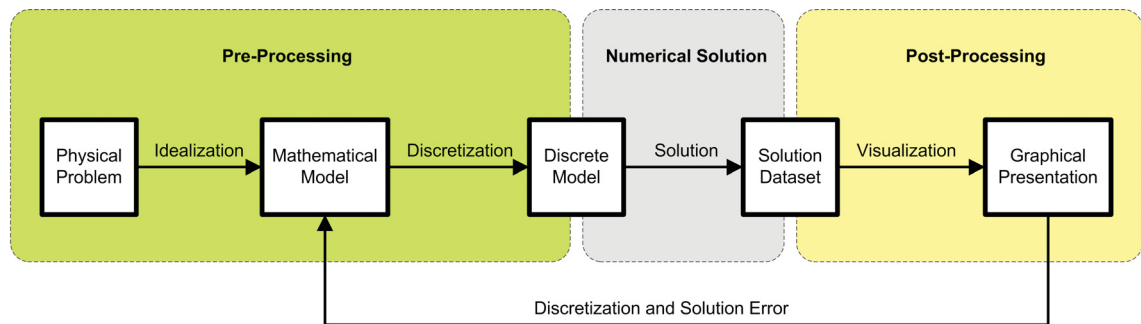 Pre-Processing
Numerical Solution
Post-Processing
Physical
Problem
Idealization
Mathematical
Model
Discretization
Discrete
Model
Solution
Solution
Dataset
Visualization
Graphical
Presentation
Discretization and Solution Error